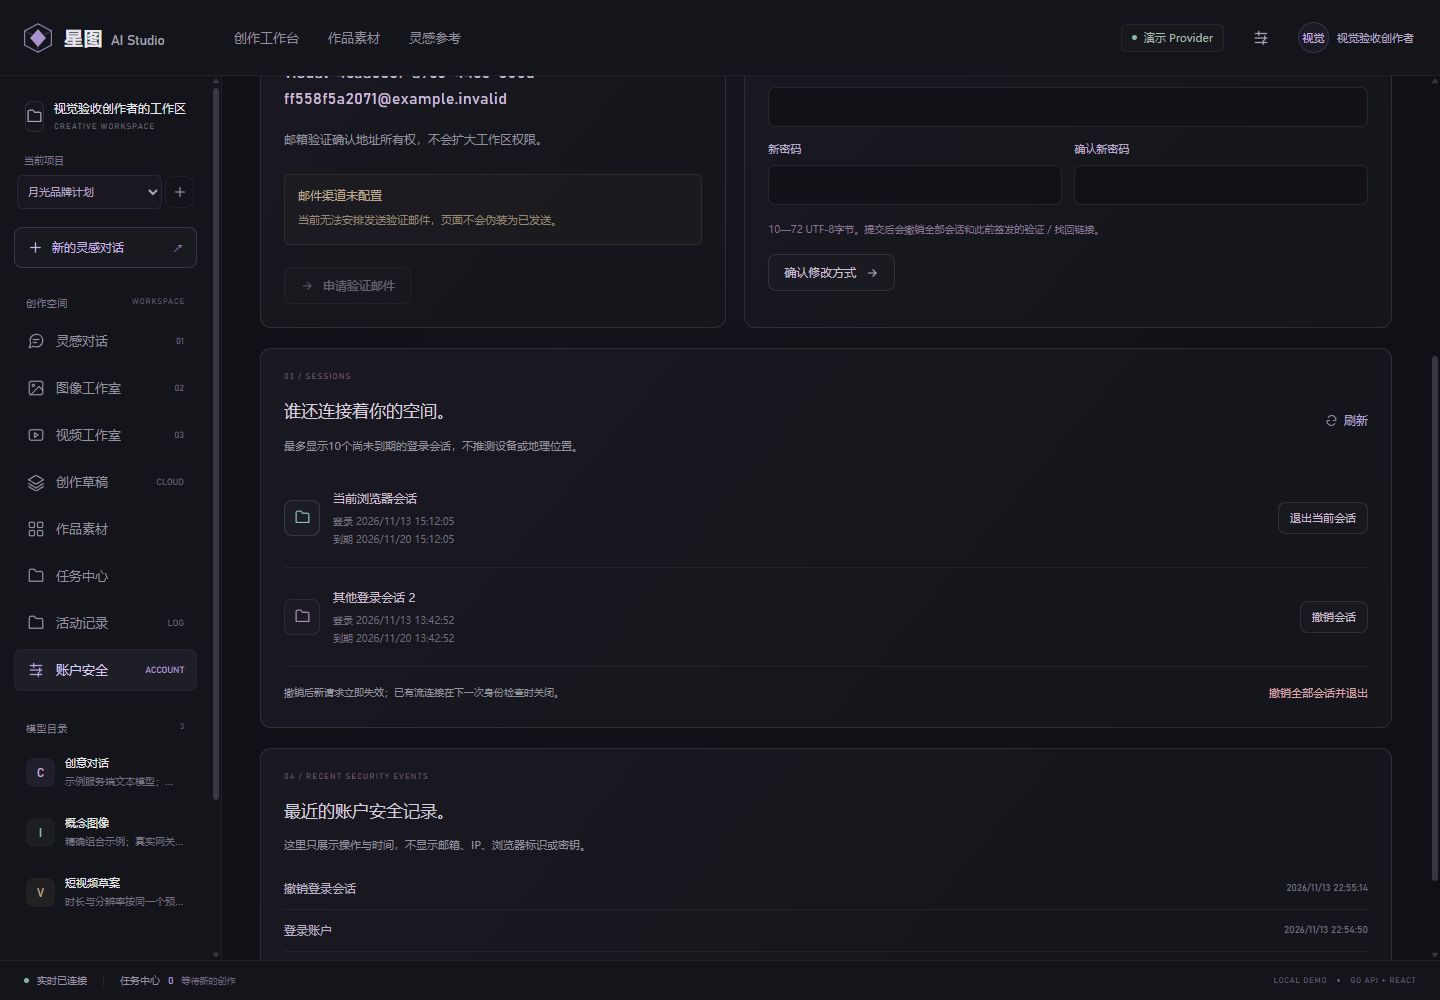 星图 AI Studio
创作工作台 作品素材 灵感参考
演示 Provider
视觉 视觉验收创作者
视觉验收创作者的工作区
CREATIVE WORKSPACE
当前项目
月光品牌计划
新的灵感对话
创作空间 WORKSPACE
灵感对话 01
图像工作室 02
视频工作室 03
创作草稿 CLOUD
作品素材
任务中心
活动记录 LOG
账户安全 ACCOUNT
模型目录 3
C 创意对话
示例服务端文本模型；...
I 概念图像
精确组合示例；真实网关...
V 短视频草案
时长与分辨率按同一个预...
ff558f5a2071@example.invalid
邮箱验证确认地址所有权，不会扩大工作区权限。
邮件渠道未配置
当前无法安排发送验证邮件，页面不会伪装为已发送。
申请验证邮件
新密码 确认新密码
10—72 UTF-8字节。提交后会撤销全部会话和此前签发的验证 / 找回链接。
确认修改方式
03 / SESSIONS
谁还连接着你的空间。
最多显示10个尚未到期的登录会话，不推测设备或地理位置。
刷新
当前浏览器会话
登录 2026/11/13 15:12:05
到期 2026/11/20 15:12:05
退出当前会话
其他登录会话 2
登录 2026/11/13 13:42:52
到期 2026/11/20 13:42:52
撤销会话
撤销后新请求立即失效；已有流连接在下一次身份检查时关闭。
撤销全部会话并退出
04 / RECENT SECURITY EVENTS
最近的账户安全记录。
这里只展示操作与时间，不显示邮箱、IP、浏览器标识或密钥。
撤销登录会话 2026/11/13 22:55:14
登录账户 2026/11/13 22:54:50
实时已连接 任务中心 0 等待新的创作
LOCAL DEMO • GO API + REACT